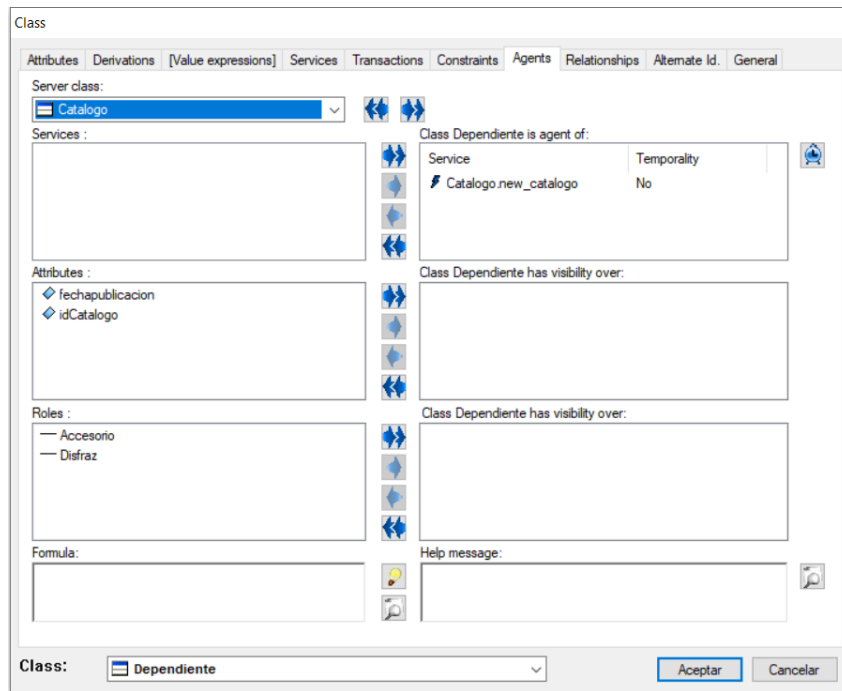 Class
Attributes Derivations [Value expressions] Services Transactions Constraints Agents Relationships Alternate Id. General
Server class:
Catalogo
Services :
Class Dependiente is agent of:
Service Temporality
Catalogo.new_catalogo No
Attributes :
Class Dependiente has visibility over:
fechapublicacion
idCatalogo
Roles :
Class Dependiente has visibility over:
Accesorio
Disfraz
Formula:
Help message:
Class: Dependiente Aceptar Cancelar